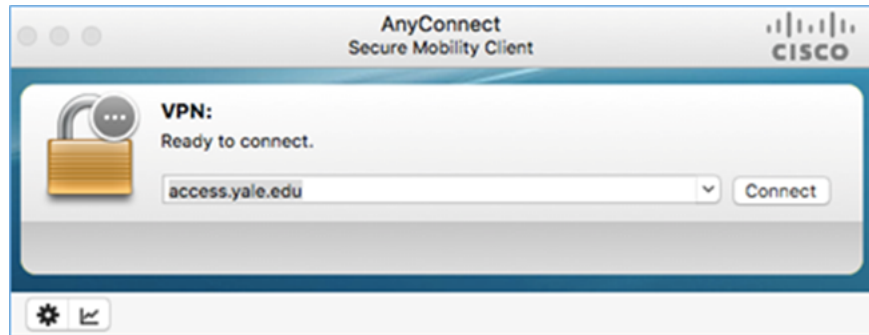 AnyConnect
Secure Mobility Client
CISCO
VPN:
Ready to connect.
access.yale.edu
Connect